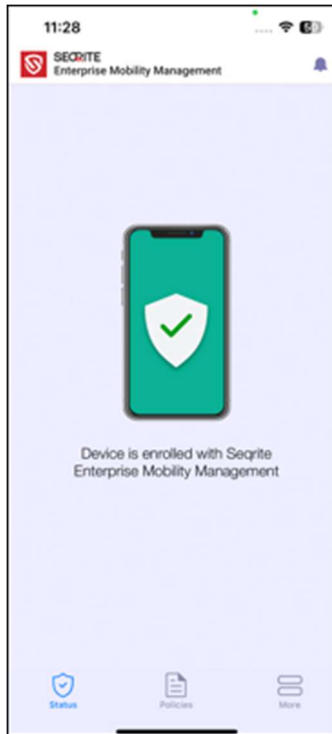 11:28
SEQRITE
Enterprise Mobility Management
Device is enrolled with Seqrite
Enterprise Mobility Management
Status
Policies
More